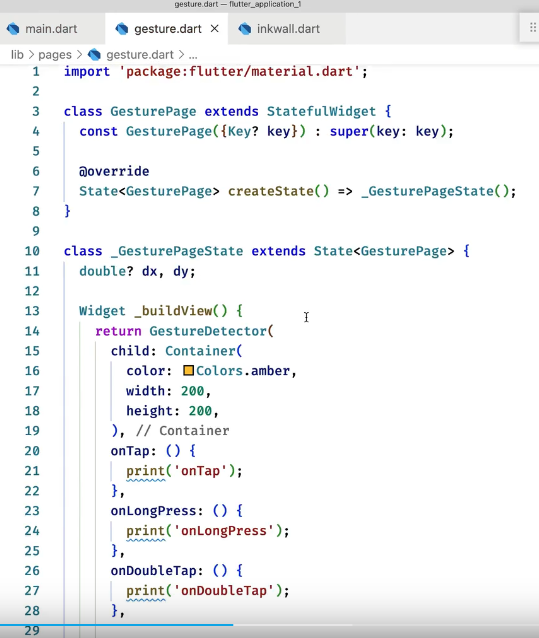 gesture.dart — flutter_application_1
main.dart gesture.dart × inkwall.dart
lib > pages > gesture.dart > ...
1 import 'package:flutter/material.dart';
2
3 class GesturePage extends StatefulWidget {
4   const GesturePage({Key? key}) : super(key: key);
5
6   @override
7   State<GesturePage> createState() => _GesturePageState();
8 }
9
10 class _GesturePageState extends State<GesturePage> {
11   double? dx, dy;
12
13   Widget _buildView() {
14     return GestureDetector(
15       child: Container(
16         color: Colors.amber,
17         width: 200,
18         height: 200,
19       ), // Container
20       onTap: () {
21         print('onTap');
22       },
23       onLongPress: () {
24         print('onLongPress');
25       },
26       onDoubleTap: () {
27         print('onDoubleTap');
28       },
29